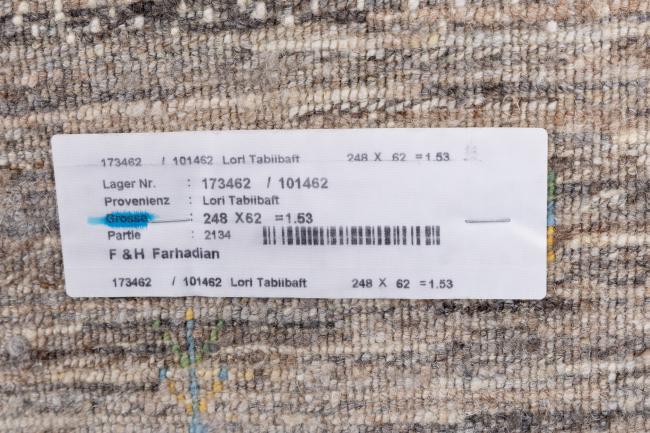 173462 / 101462 Lori Tabiibaft 248 X 62 =1.53
Lager Nr. : 173462 / 101462
Provenienz : Lori Tabiibaft
Grosse : 248 X62 =1.53
Partie : 2134
F &H Farhadian
173462 / 101462 Lori Tabiibaft 248 X 62 =1.53